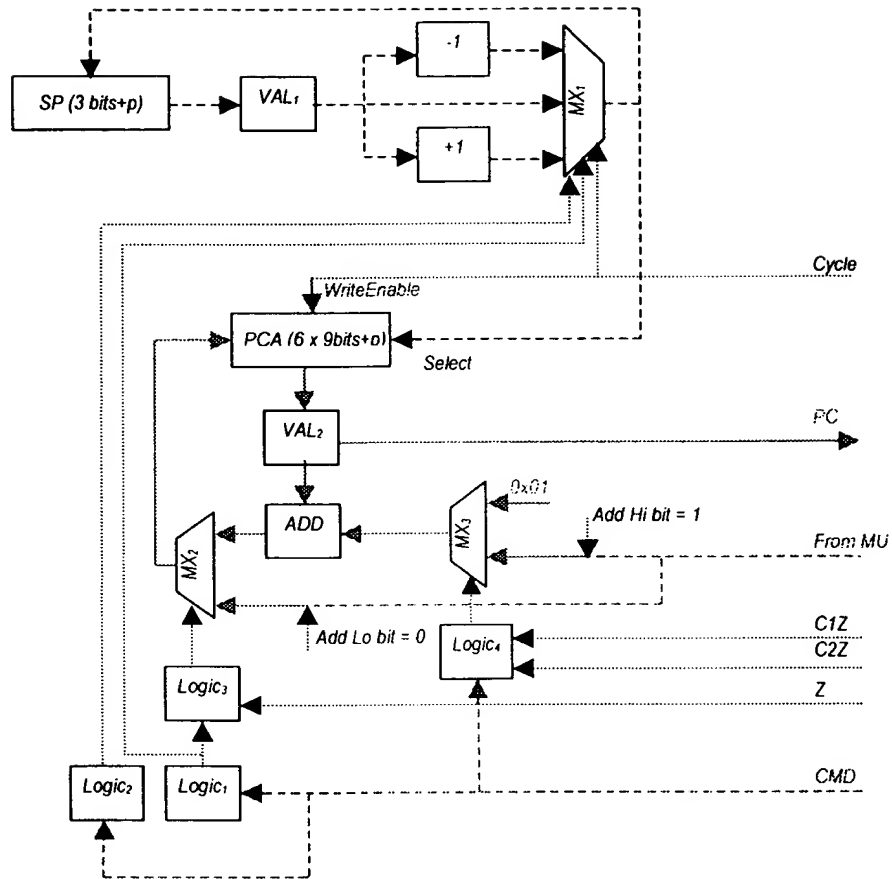 -1
SP (3 bits+p)
VAL₁
MX₁
+1
Cycle
WriteEnable
PCA (6 x 9bits+p)
Select
VAL₂
PC
0x01
ADD
MX₃
Add Hi bit = 1
MX₂
From MU
Add Lo bit = 0
C1Z
Logic₄
C2Z
Logic₃
Z
Logic₂
Logic₁
CMD